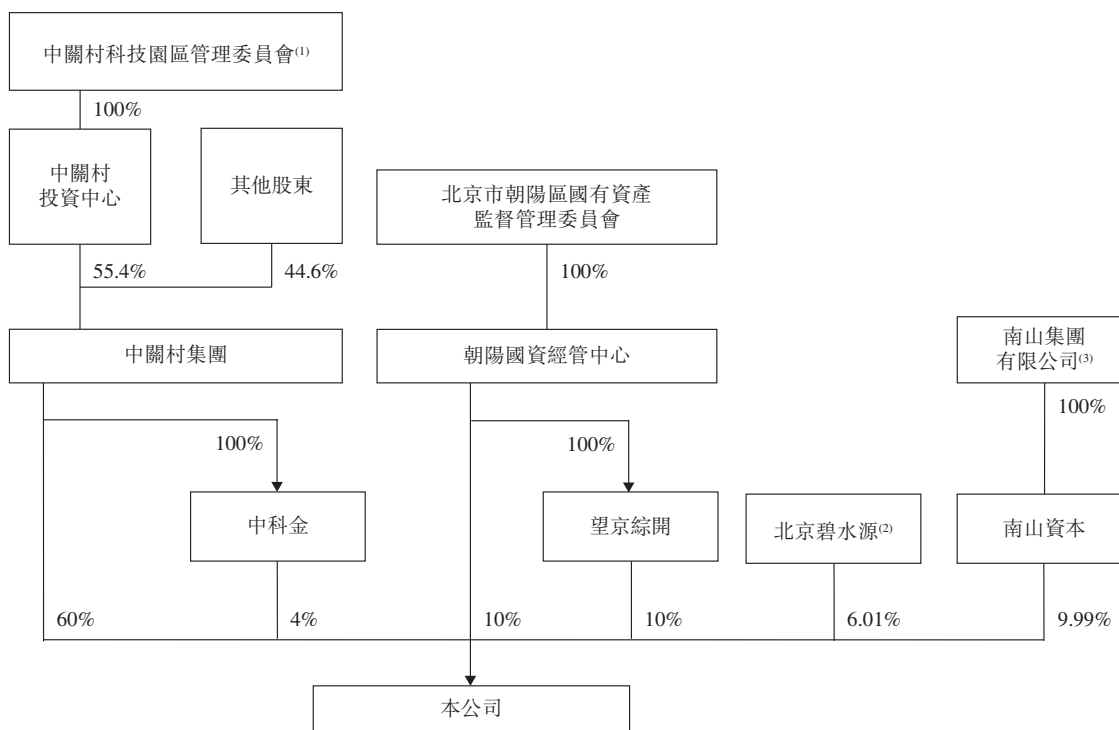 中關村科技園區管理委員會(1)
100%
中關村
投資中心
其他股東
北京市朝陽區國有資產
監督管理委員會
55.4%
44.6%
100%
中關村集團
朝陽國資經管中心
南山集團
有限公司(3)
100%
100%
100%
中科金
望京綜開
北京碧水源(2)
南山資本
60%
4%
10%
10%
6.01%
9.99%
本公司